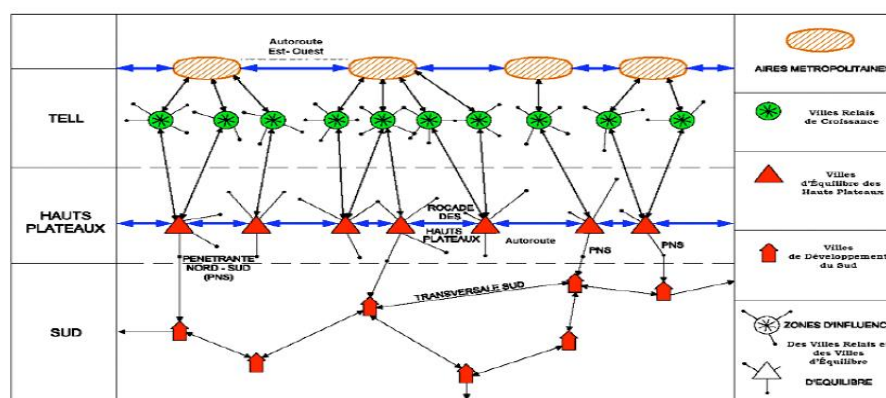 Autoroute
Est-Ouest
TELL
HAUTS
PLATEAUX
ROCADE
DES
HAUTS
PLATEAUX
Autoroute
PENETRANTE
NORD - SUD
(PNS)
PNS
PNS
SUD
TRANSVERSALE SUD
AIRES METROPOLITAINES
Villes Relais
de Croissance
Villes
d'Équilibre des
Hauts Plateaux
Villes
de Développement
du Sud
ZONES D'INFLUENCE
Des Villes Relais et
des Villes
d'Équilibre
D'EQUILIBRE